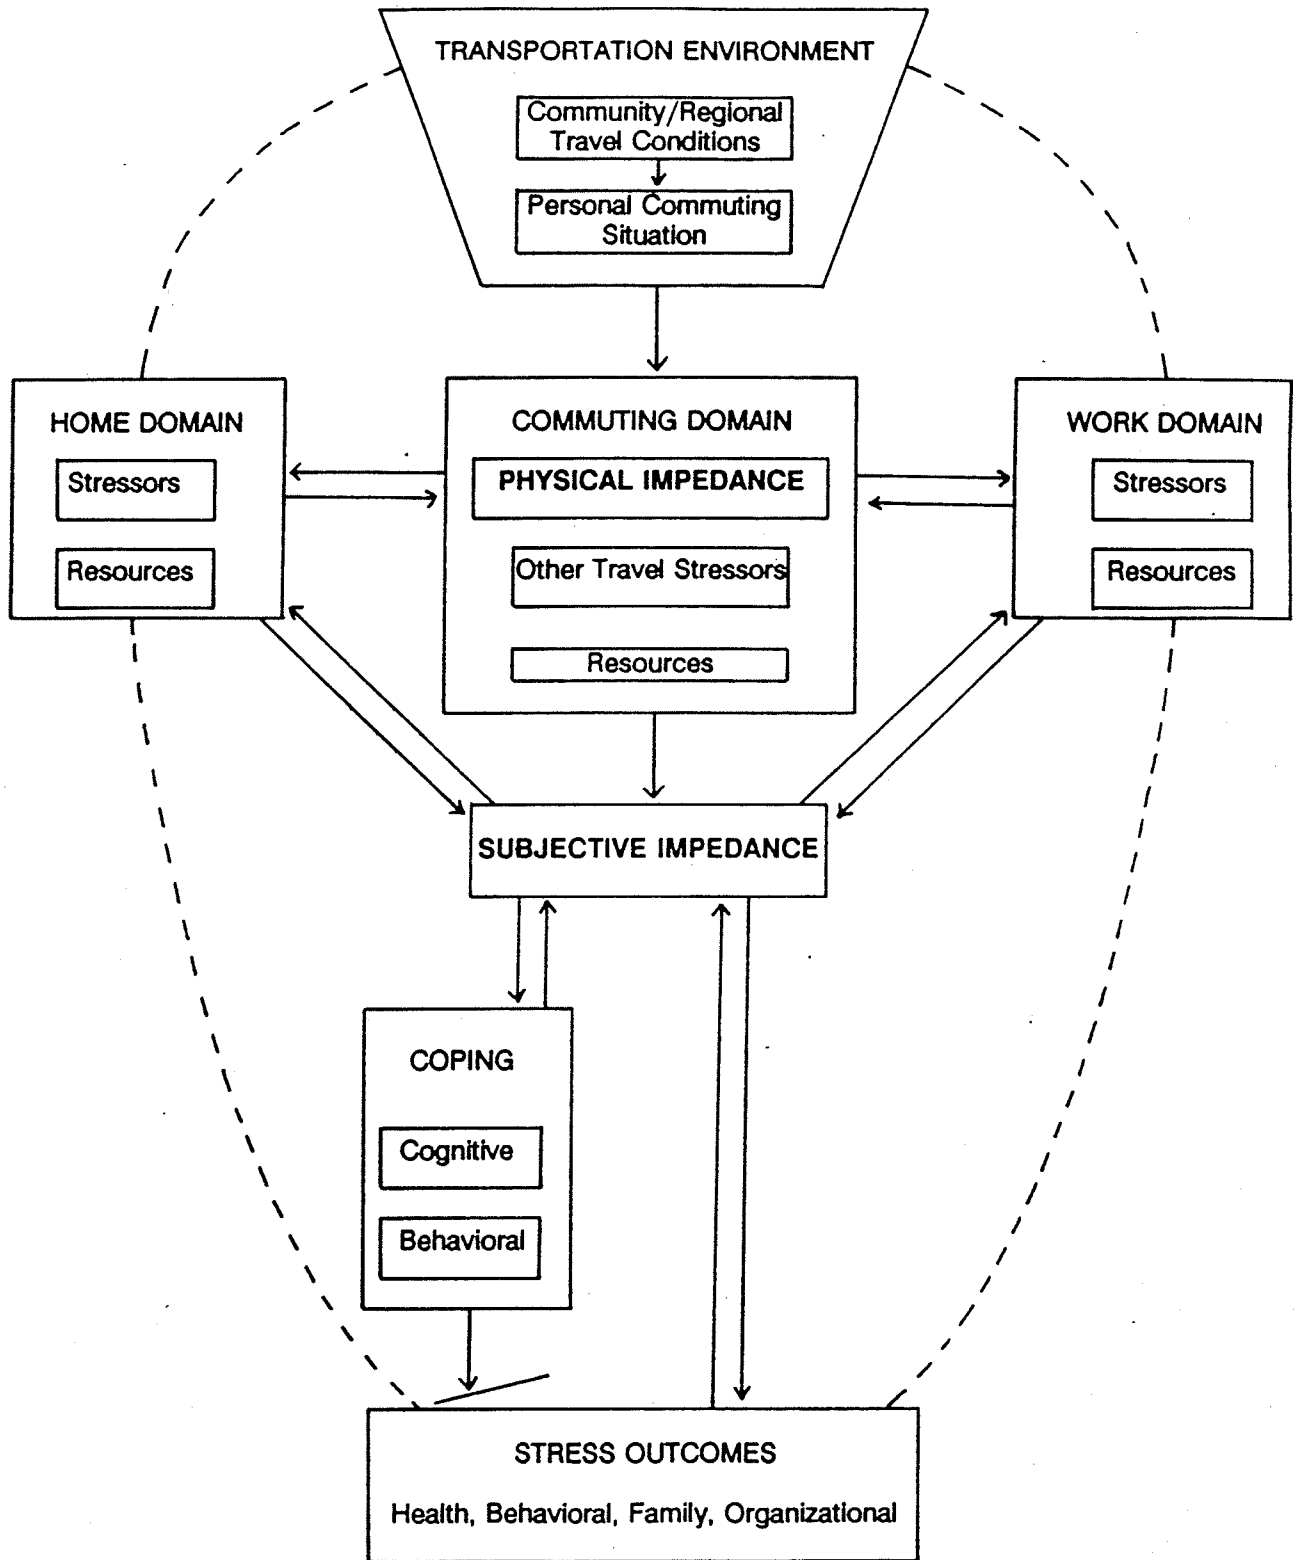 TRANSPORTATION ENVIRONMENT
Community/Regional
Travel Conditions
Personal Commuting
Situation
HOME DOMAIN
Stressors
Resources
COMMUTING DOMAIN
PHYSICAL IMPEDANCE
Other Travel Stressors
Resources
WORK DOMAIN
Stressors
Resources
SUBJECTIVE IMPEDANCE
COPING
Cognitive
Behavioral
STRESS OUTCOMES
Health, Behavioral, Family, Organizational